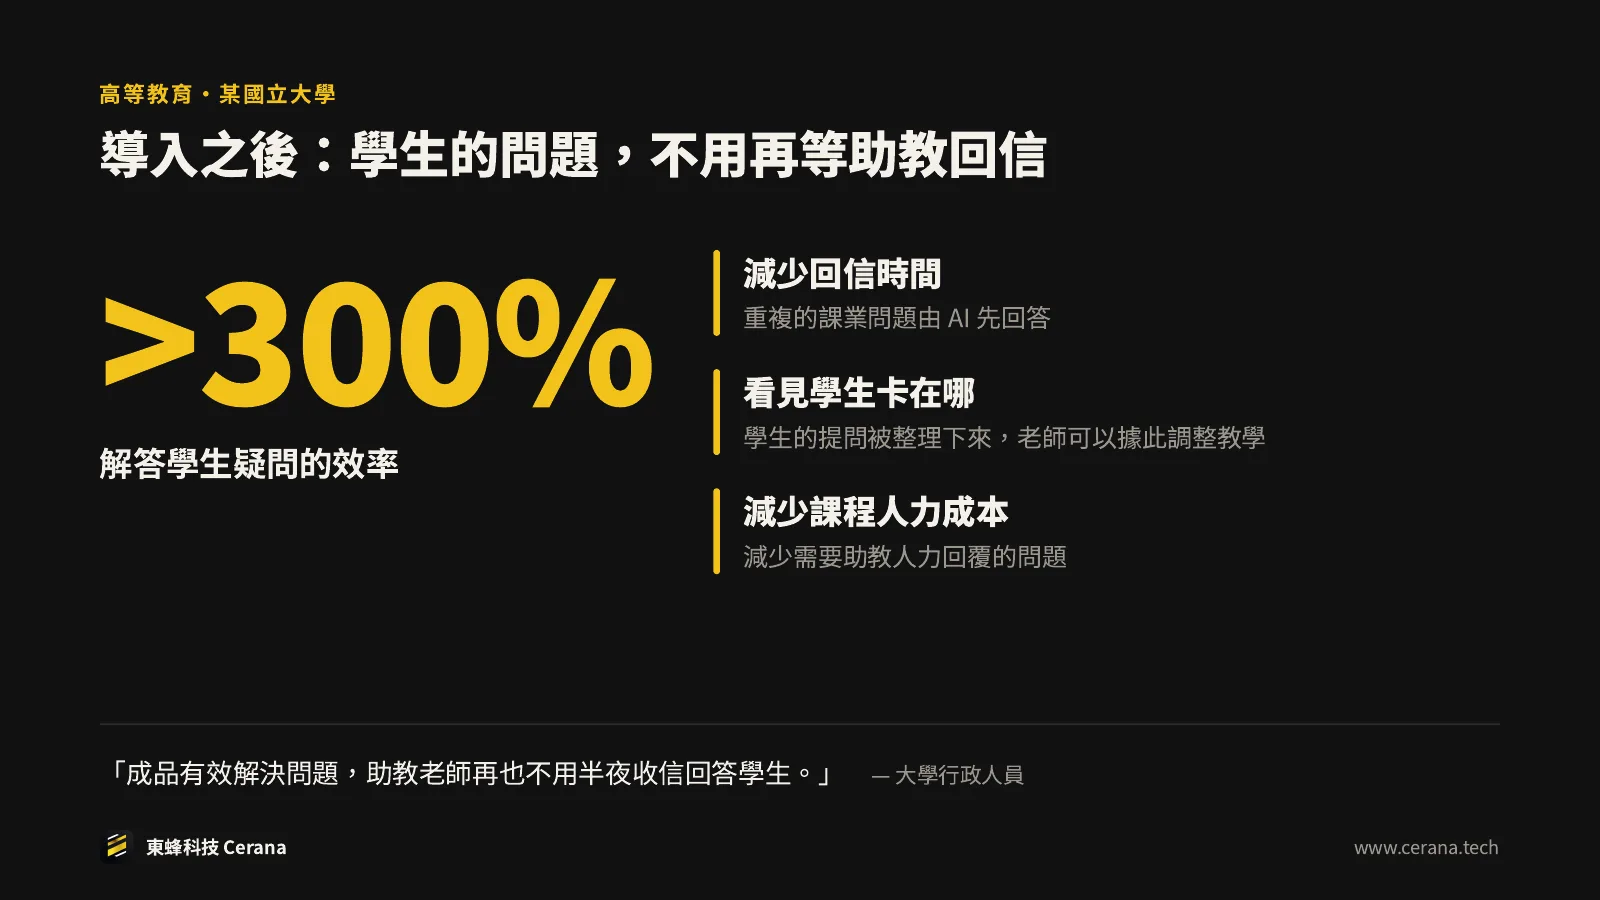 高等教育・某國立大學
導入之後：學生的問題，不用再等助教回信
>300%
解答學生疑問的效率
減少回信時間
重複的課業問題由 AI 先回答
看見學生卡在哪
學生的提問被整理下來，老師可以據此調整教學
減少課程人力成本
減少需要助教人力回覆的問題
「成品有效解決問題，助教老師再也不用半夜收信回答學生。」 — 大學行政人員
東蜂科技 Cerana
www.cerana.tech